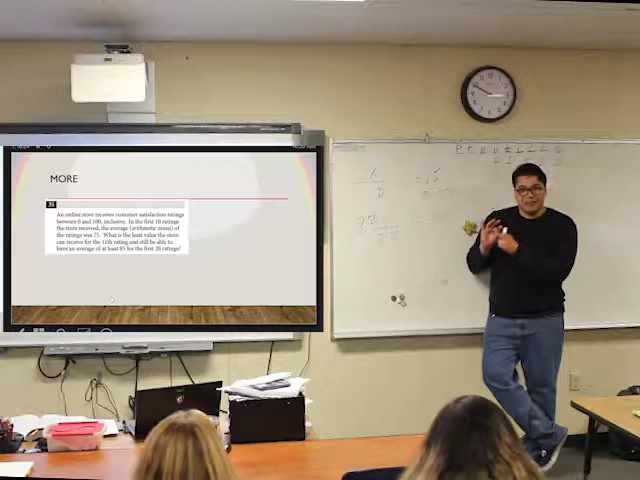 MORE
35
An online store receives customer satisfaction ratings
between 0 and 100, inclusive. In the first 10 ratings
the store received, the average (arithmetic mean) of
the ratings was 75. What is the least value the store
can receive for the 11th rating and still be able to
have an average of at least 85 for the first 20 ratings?